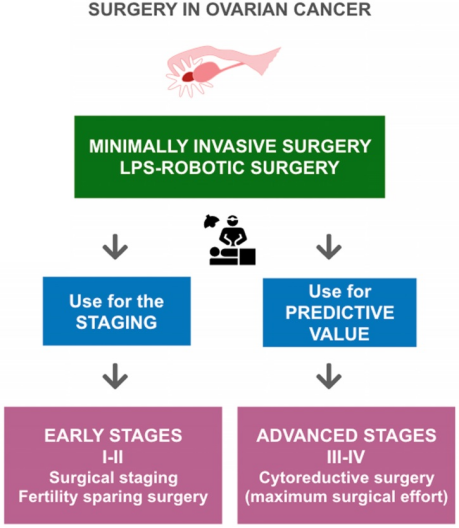 SURGERY IN OVARIAN CANCER
MINIMALLY INVASIVE SURGERY
LPS-ROBOTIC SURGERY
Use for the
STAGING
Use for
PREDICTIVE
VALUE
EARLY STAGES
I-II
Surgical staging
Fertility sparing surgery
ADVANCED STAGES
III-IV
Cytoreductive surgery
(maximum surgical effort)